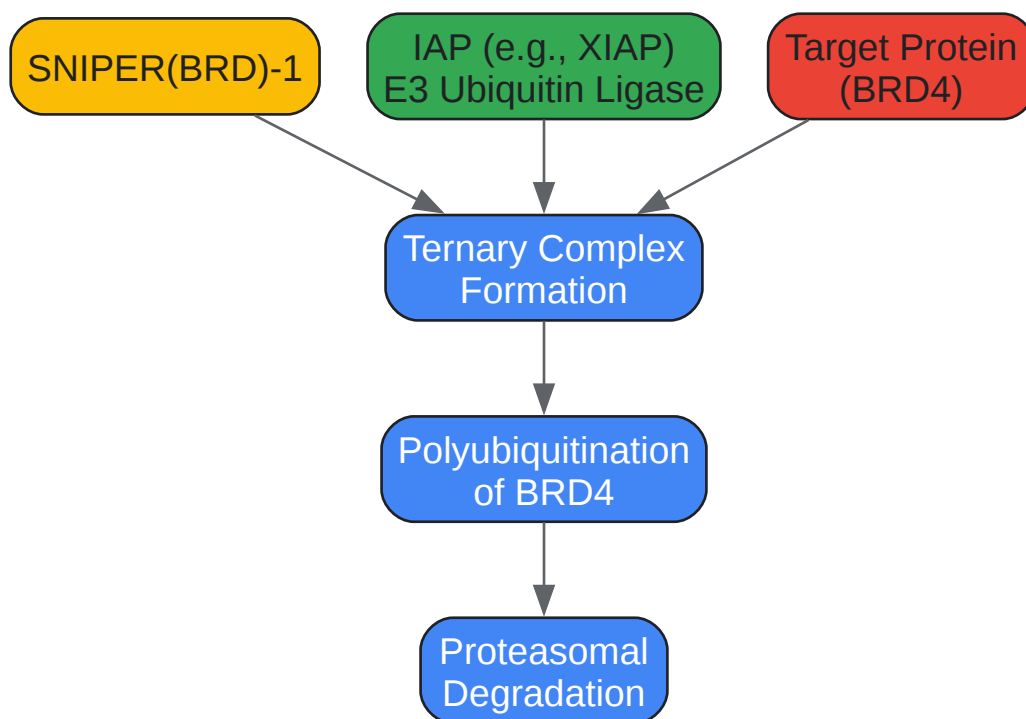 SNIPER(BRD)-1
IAP (e.g., XIAP)
E3 Ubiquitin Ligase
Target Protein
(BRD4)
Ternary Complex
Formation
Polyubiquitination
of BRD4
Proteasomal
Degradation